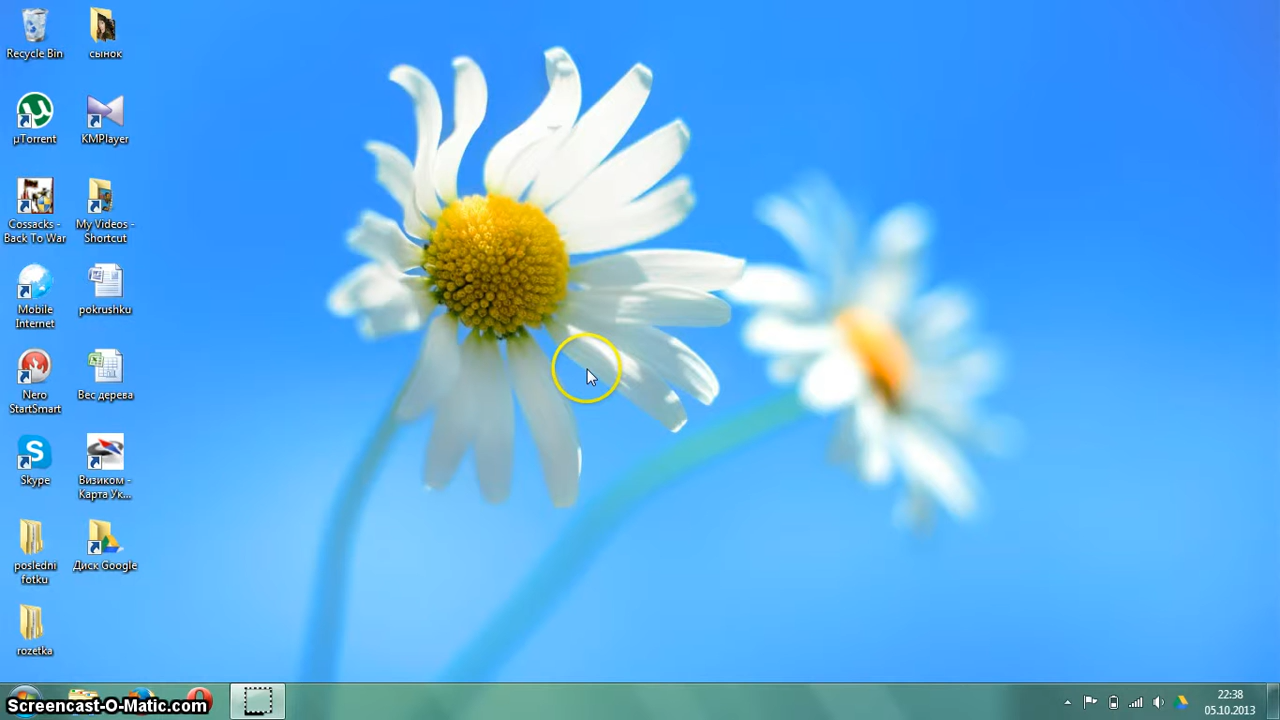 Recycle Bin
сынок
µTorrent
KMPlayer
Cossacks -
Back To War
My Videos -
Shortcut
Mobile
Internet
pokrushku
Nero
StartSmart
Вес дерева
Skype
Визиком -
Карта Ук...
posledni
fotku
Диск Google
rozetka
Screencast-O-Matic.com
22:38
05.10.2013